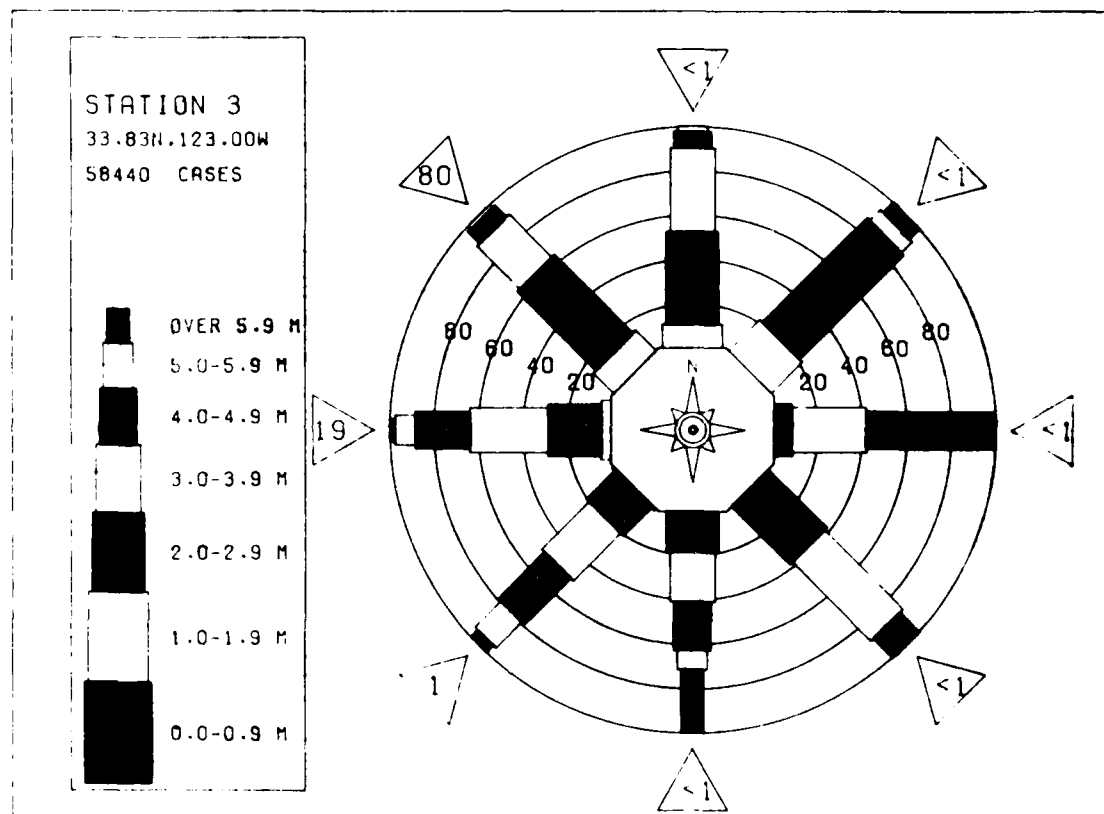 STATION 3
33.83N,123.00W
58440 CASES
OVER 5.9 M
5.0-5.9 M
4.0-4.9 M
3.0-3.9 M
2.0-2.9 M
1.0-1.9 M
0.0-0.9 M
<1
80
<1
80 60 40 20
20 40 60 80
N
19
<1
1
<1
<1